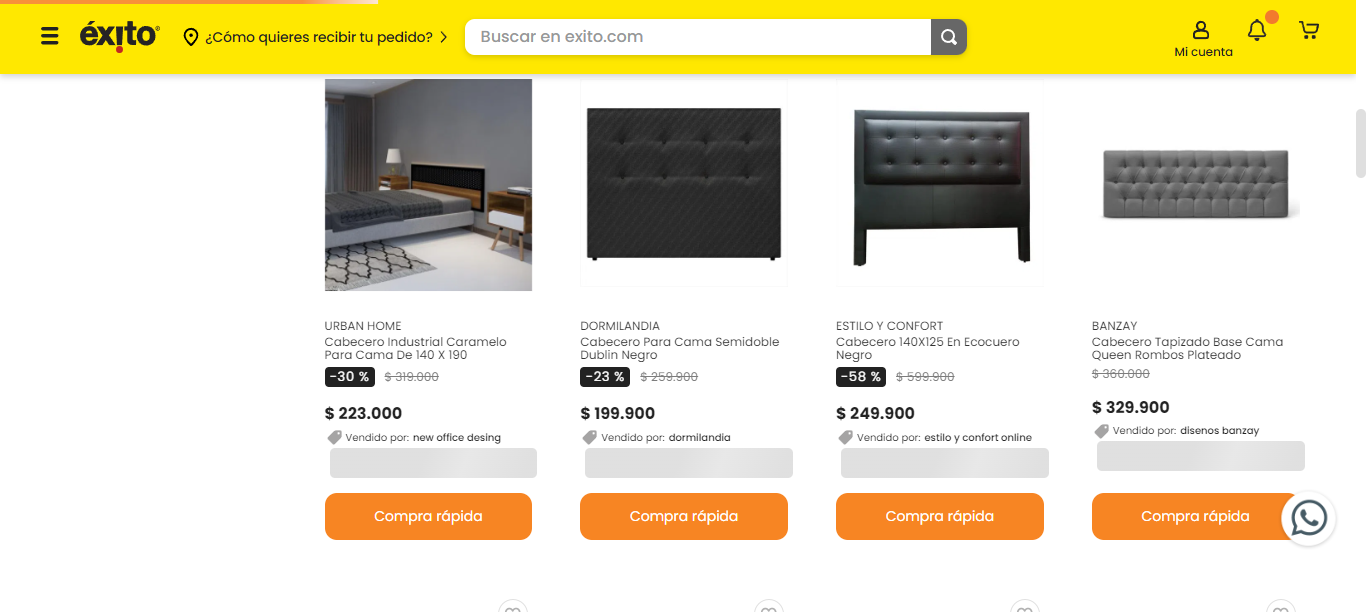 éxito
¿Cómo quieres recibir tu pedido?
Buscar en exito.com
Mi cuenta
URBAN HOME
Cabecero Industrial Caramelo
Para Cama De 140 X 190
-30 % $ 319.000
$ 223.000
Vendido por: new office desing
Compra rápida
DORMILANDIA
Cabecero Para Cama Semidoble
Dublin Negro
-23 % $ 259.900
$ 199.900
Vendido por: dormilandia
Compra rápida
ESTILO Y CONFORT
Cabecero 140X125 En Ecocuero
Negro
-58 % $ 599.900
$ 249.900
Vendido por: estilo y confort online
Compra rápida
BANZAY
Cabecero Tapizado Base Cama
Queen Rombos Plateado
$ 360.000
$ 329.900
Vendido por: disenos banzay
Compra rápida